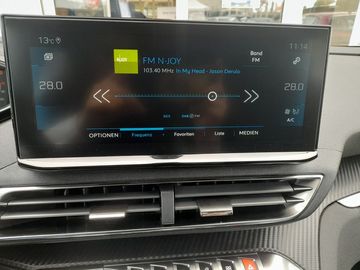 13°C
11:14
N-JOY
FM N-JOY
Band
FM
103.40 MHz In My Head - Jason Derulo
28.0
28.0
A/C
OPTIONEN Frequenz Favoriten Liste MEDIEN